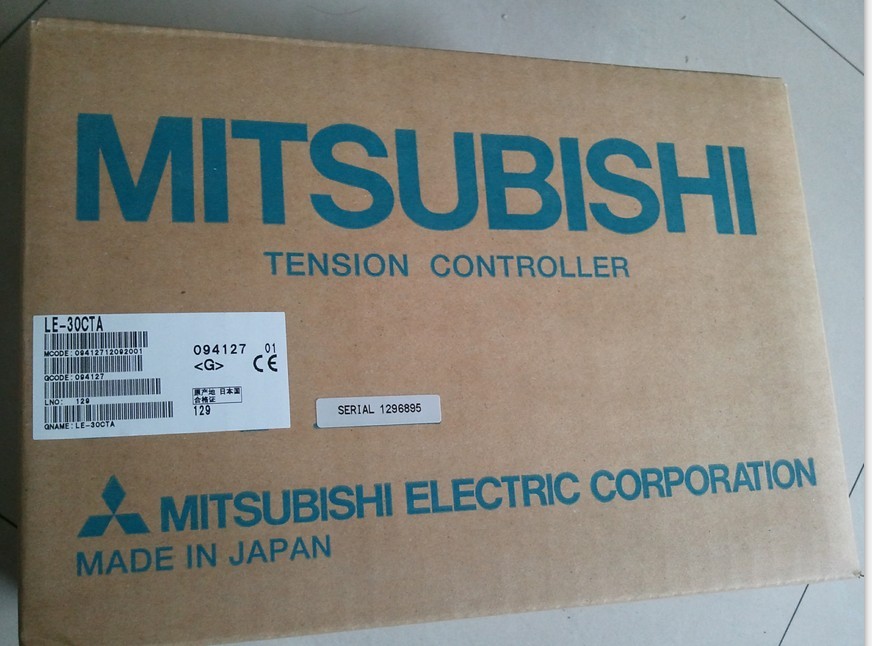 MITSUBISHI
TENSION CONTROLLER
LE-30CTA
MCODE:09412712092001
QCODE:094127
LNO: 129
QNAME:LE-30CTA
094127 01
<G>
CE
原产地 日本国
合格证
129
SERIAL 1296895
MITSUBISHI ELECTRIC CORPORATION
MADE IN JAPAN